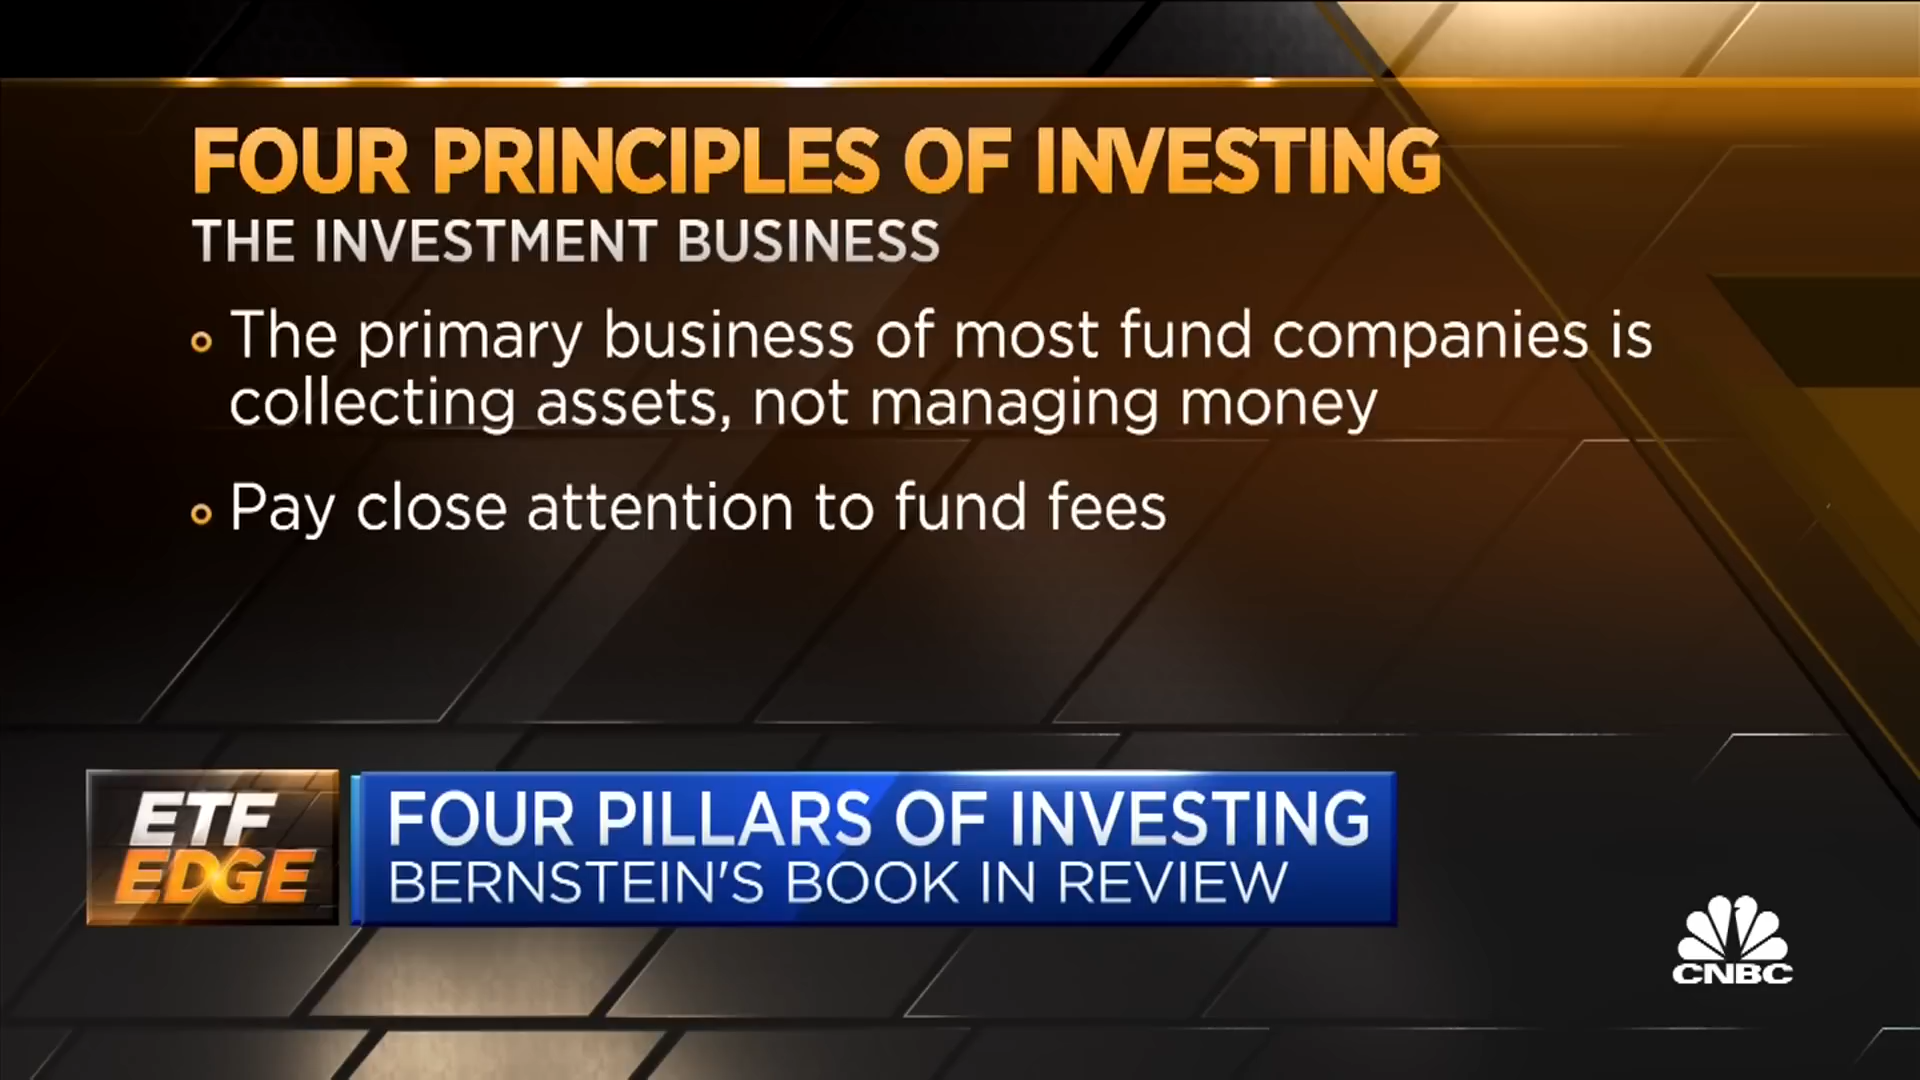 FOUR PRINCIPLES OF INVESTING
THE INVESTMENT BUSINESS
The primary business of most fund companies is
collecting assets, not managing money
Pay close attention to fund fees
ETF
EDGE
FOUR PILLARS OF INVESTING
BERNSTEIN'S BOOK IN REVIEW
CNBC